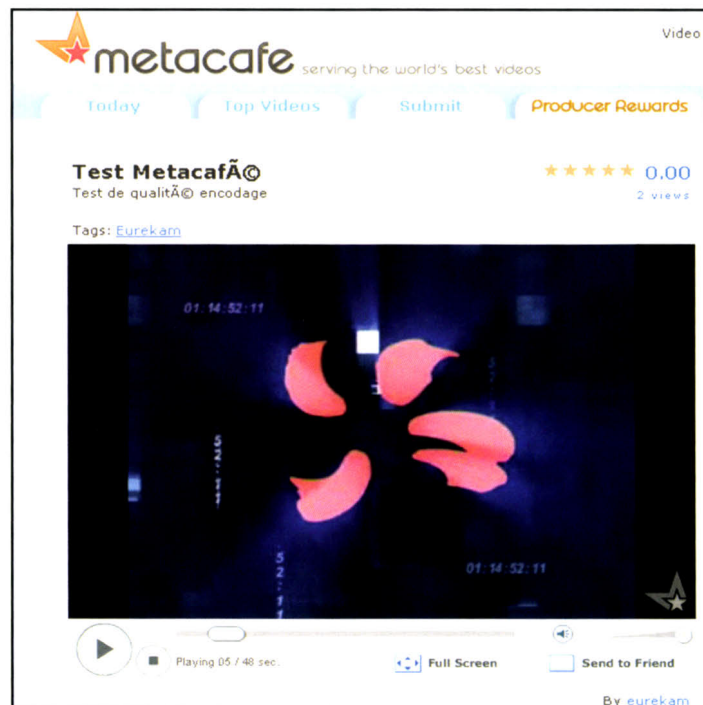 Video
metacafe serving the world's best videos
Today Top Videos Submit Producer Rewards
Test MetacafÃ©
0.00
Test de qualitÃ© encodage
2 views
Tags: Eurekam
01:14:52:11
01:14:52:11
Playing 05 / 48 sec.
Full Screen
Send to Friend
By eurekam